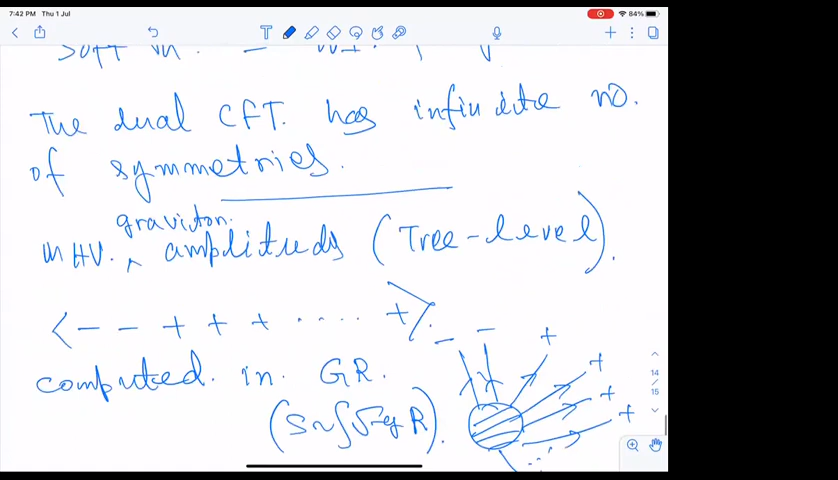 7:42 PM Thu 1 Jul
84%
The dual CFT. has infinite no.
of symmetries.
graviton.
MHV. ^ amplituds (Tree-level).
<- - + + + ..... +>.
- - + + + +
computed. in. GR.
(S~∫√-g R).
14
15